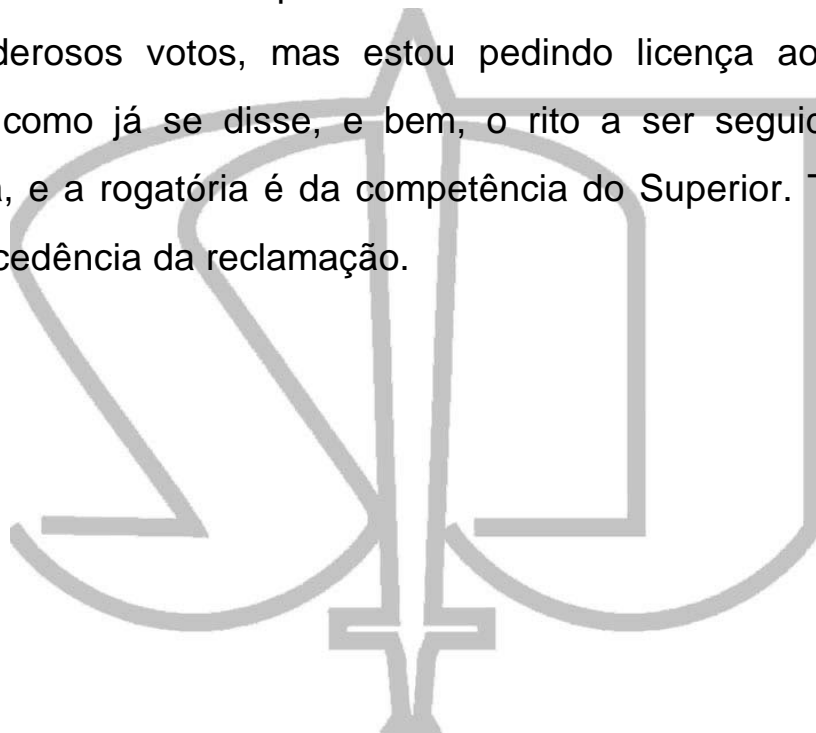 derosos votos, mas estou pedindo licença ao
como já se disse, e bem, o rito a ser seguid
a, e a rogatória é da competência do Superior. T
cedência da reclamação.